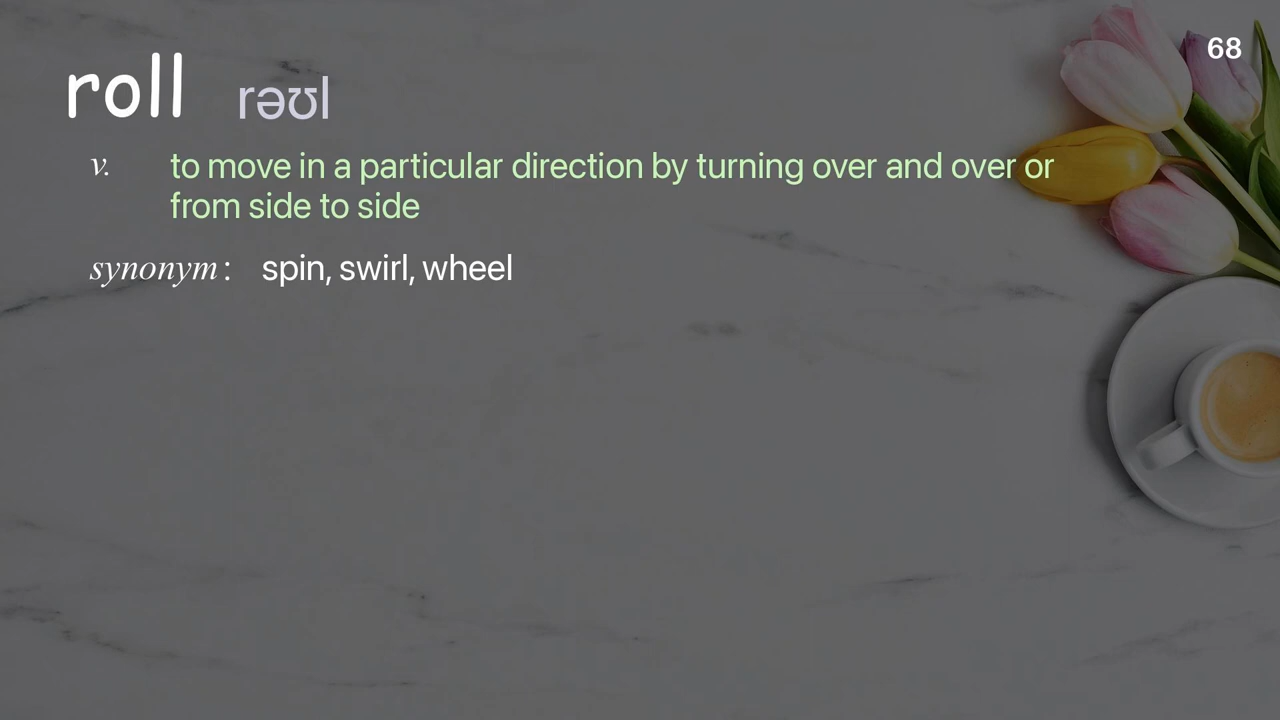 68
roll rəʊl
v. to move in a particular direction by turning over and over or
from side to side
synonym: spin, swirl, wheel